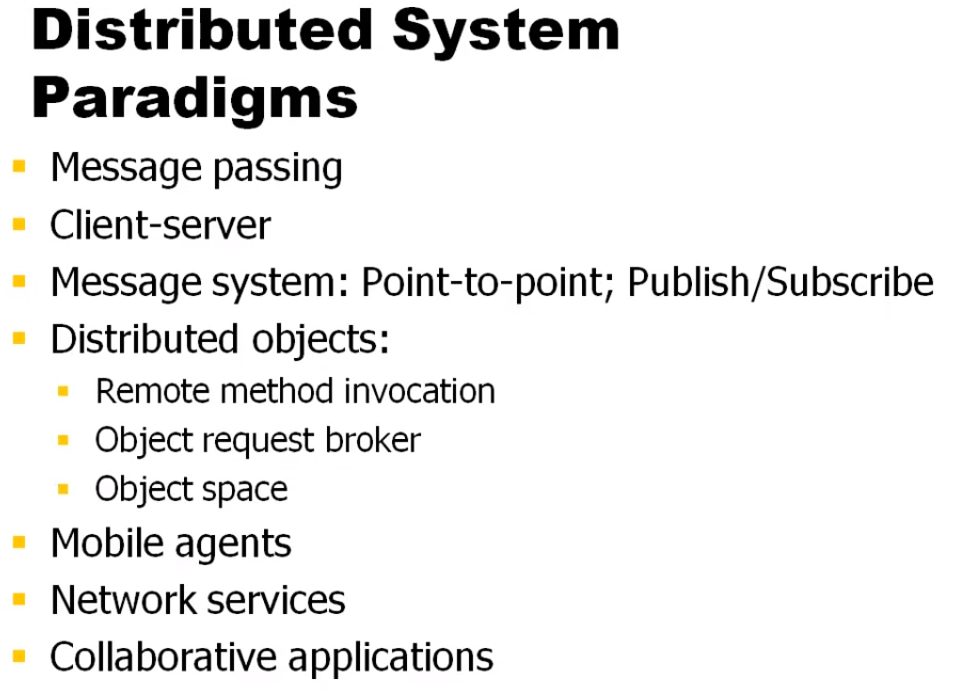 Distributed System
Paradigms
Message passing
Client-server
Message system: Point-to-point; Publish/Subscribe
Distributed objects:
Remote method invocation
Object request broker
Object space
Mobile agents
Network services
Collaborative applications